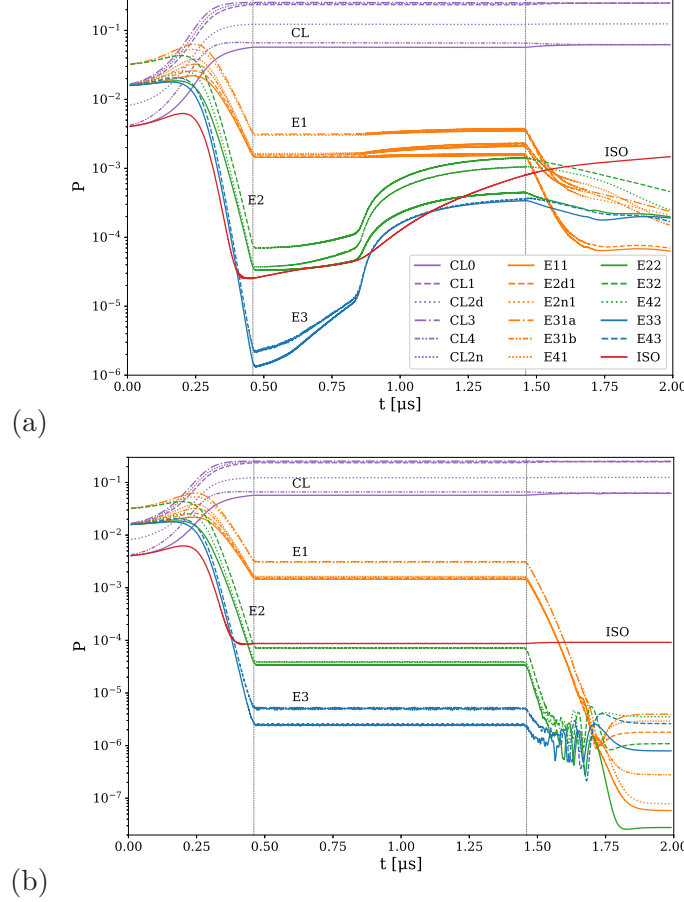 10⁻¹
10⁻²
10⁻³
10⁻⁴
10⁻⁵
10⁻⁶
P
CL
E1
E2
E3
ISO
CL0 E11 E22
CL1 E2d1 E32
CL2d E2n1 E42
CL3 E31a E33
CL4 E31b E43
CL2n E41 ISO
0.00 0.25 0.50 0.75 1.00 1.25 1.50 1.75 2.00
t [μs]
(a)
10⁻¹
10⁻²
10⁻³
10⁻⁴
10⁻⁵
10⁻⁶
10⁻⁷
P
CL
E1
E2
E3
ISO
0.00 0.25 0.50 0.75 1.00 1.25 1.50 1.75 2.00
t [μs]
(b)